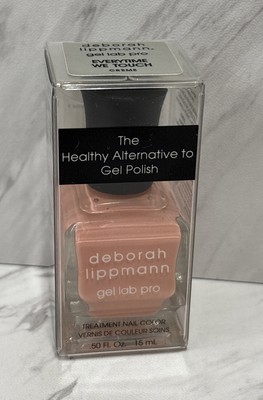 deborah
lippmann.
gel lab pro
EVERYTIME
WE TOUCH
CREME
The
Healthy Alternative to
Gel Polish
deborah
lippmann
gel lab pro
TREATMENT NAIL COLOR
VERNIS DE COULEUR SOINS
.50 Fl. Oz. 15 mL